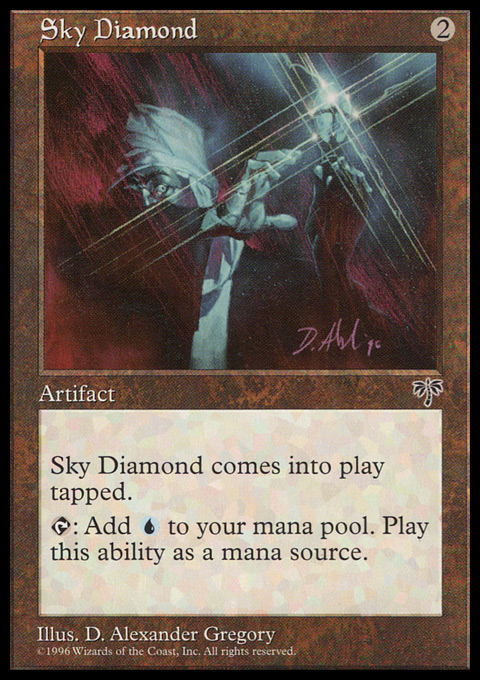 Sky Diamond
2
Artifact
Sky Diamond comes into play
tapped.
: Add to your mana pool. Play
this ability as a mana source.
Illus. D. Alexander Gregory
©1996 Wizards of the Coast, Inc. All rights reserved.